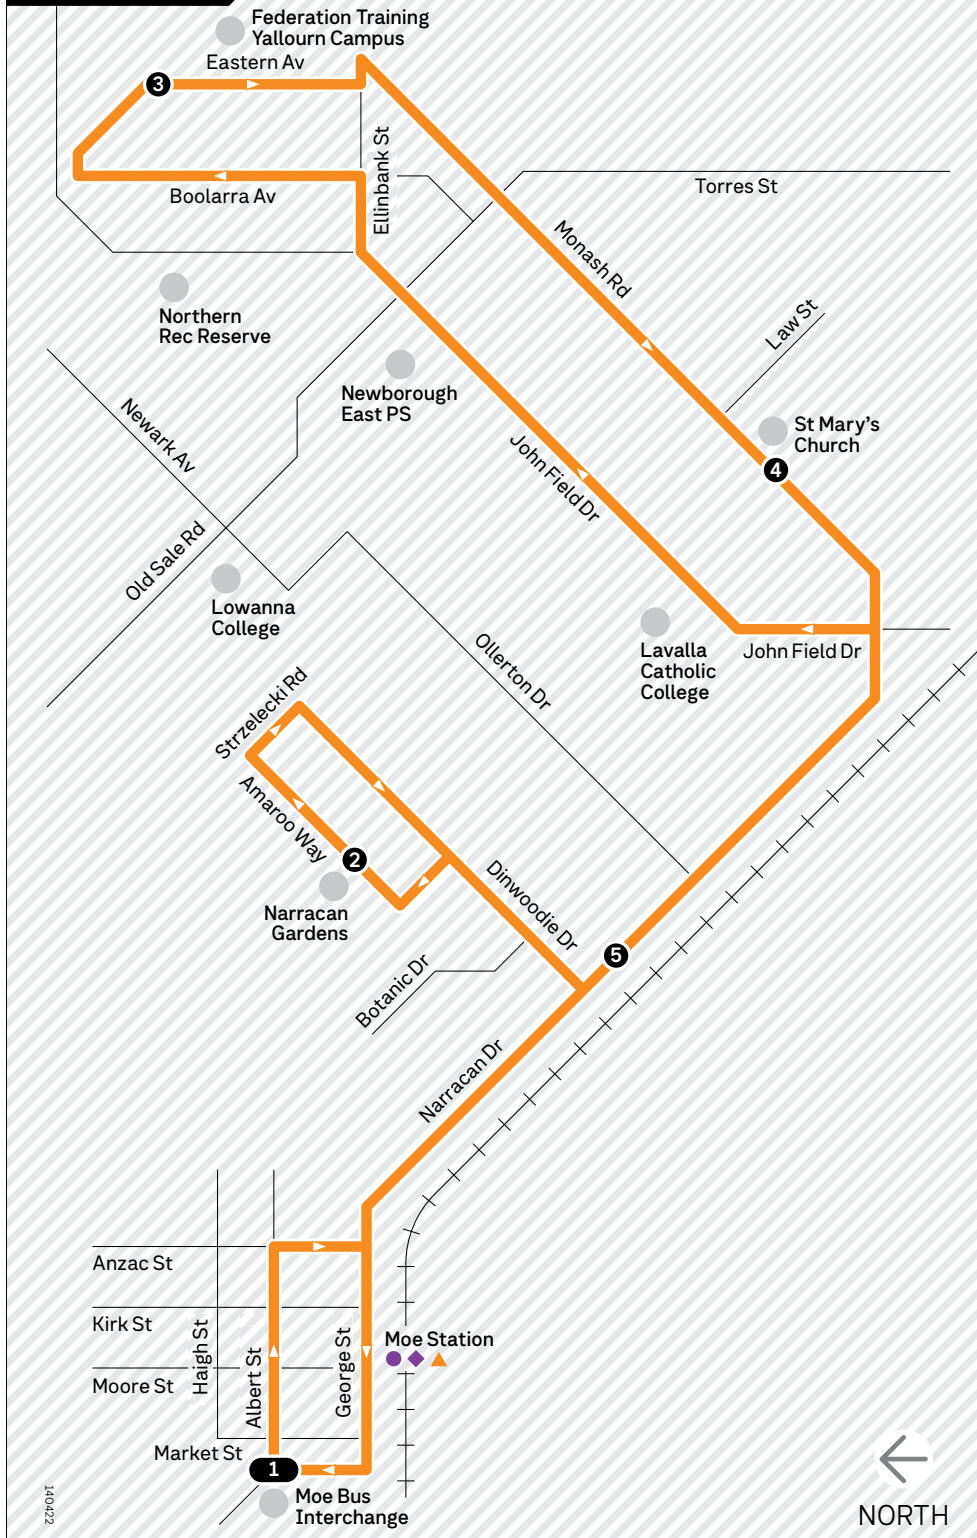 Federation Training
Yallourn Campus
Eastern Av
3
Ellinbank St
Boolarra Av
Torres St
Monash Rd
Northern
Rec Reserve
Law St
Newborough
East PS
Newark Av
St Mary's
Church
4
John Field Dr
Old Sale Rd
Lowanna
College
Lavalla
Catholic
College
John Field Dr
Ollerton Dr
Strzelecki Rd
Amaroo Way
2
Narracan
Gardens
Dinwoodie Dr
5
Botanic Dr
Narracan Dr
Anzac St
Kirk St
Moore St
Haigh St
Albert St
George St
Moe Station
Market St
1
Moe Bus
Interchange
140422
NORTH